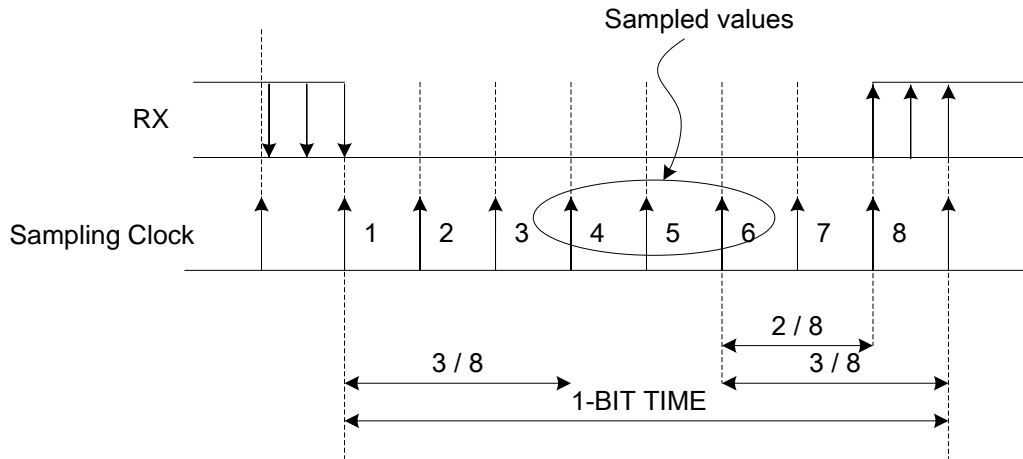 Sampled values
RX
Sampling Clock
1 2 3 4 5 6 7 8
2 / 8
3 / 8 3 / 8
1-BIT TIME